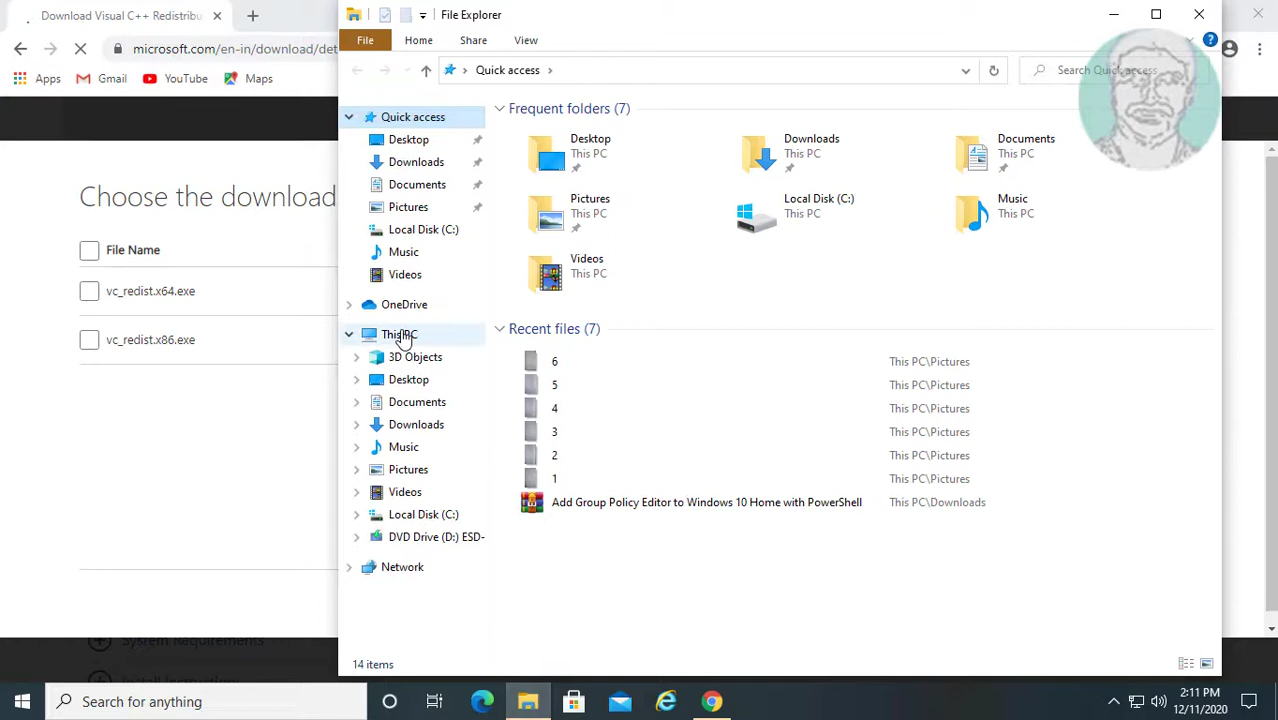 Download Visual C++ Redistribu
File Explorer
File
Home
Share
View
microsoft.com/en-in/download/det
Quick access
Search Quick access
Apps
Gmail
YouTube
Maps
Choose the download
File Name
vc_redist.x64.exe
vc_redist.x86.exe
Quick access
Desktop
Downloads
Documents
Pictures
Local Disk (C:)
Music
Videos
OneDrive
This PC
3D Objects
Desktop
Documents
Downloads
Music
Pictures
Videos
Local Disk (C:)
DVD Drive (D:) ESD-
Network
Frequent folders (7)
Desktop
This PC
Downloads
This PC
Documents
This PC
Pictures
This PC
Local Disk (C:)
This PC
Music
This PC
Videos
This PC
Recent files (7)
6 This PC\Pictures
5 This PC\Pictures
4 This PC\Pictures
3 This PC\Pictures
2 This PC\Pictures
1 This PC\Pictures
Add Group Policy Editor to Windows 10 Home with PowerShell This PC\Downloads
System Requirements
Install Instructions
14 items
Search for anything
2:11 PM
12/11/2020